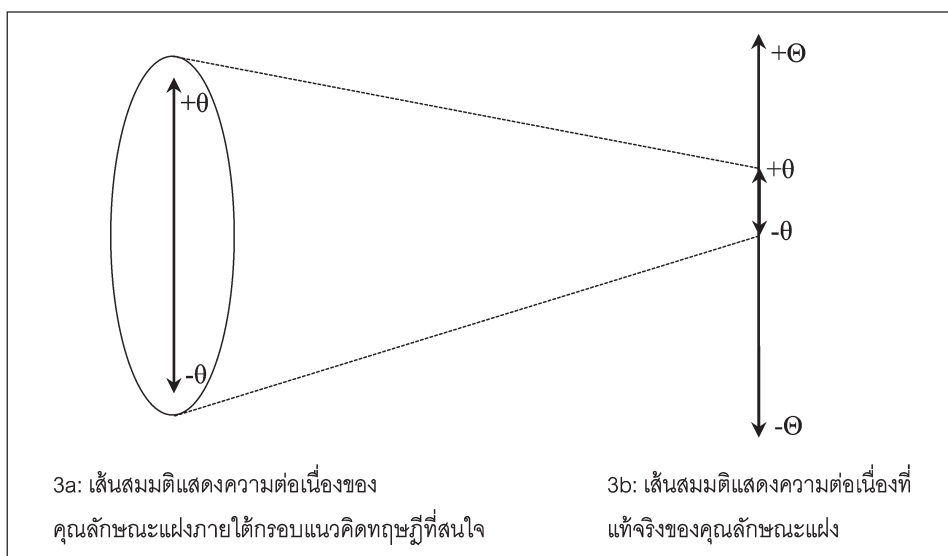 +θ
-θ
+Θ
+θ
-θ
-Θ
3a: เส้นสมมติแสดงความต่อเนื่องของ
คุณลักษณะแฝงภายใต้กรอบแนวคิดทฤษฎีที่สนใจ
3b: เส้นสมมติแสดงความต่อเนื่องที่
แท้จริงของคุณลักษณะแฝง